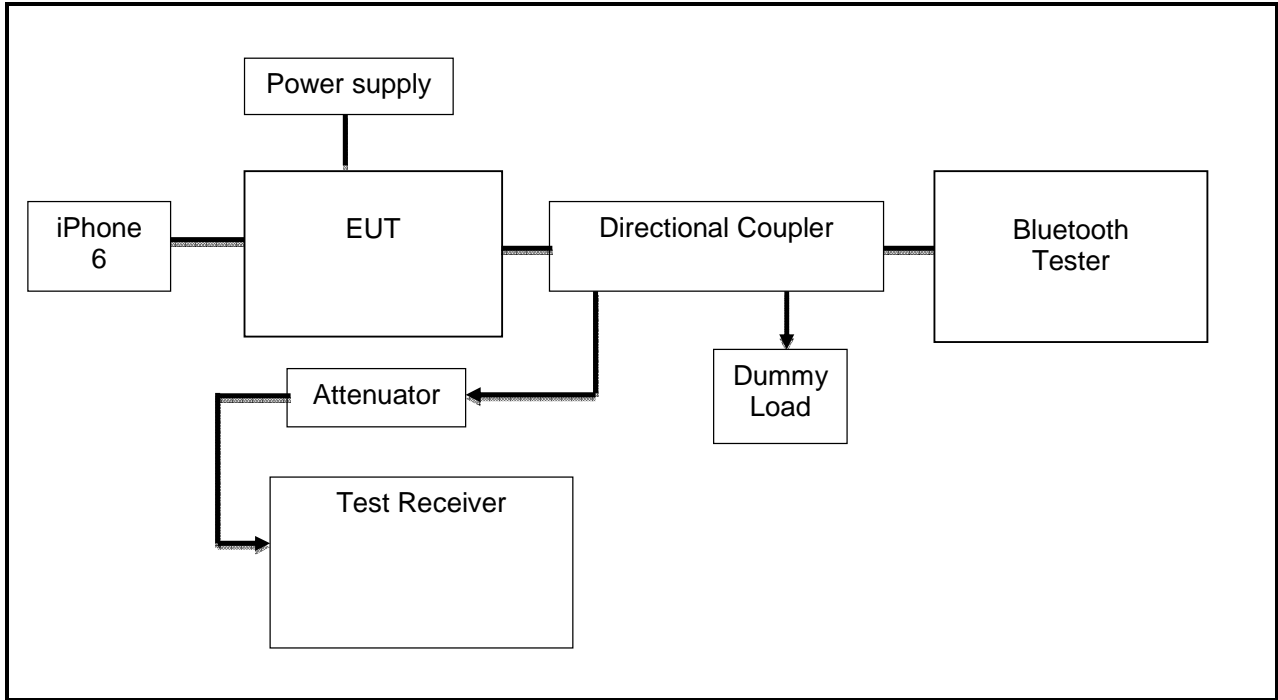 Power supply
iPhone
6
EUT
Directional Coupler
Bluetooth
Tester
Attenuator
Dummy
Load
Test Receiver